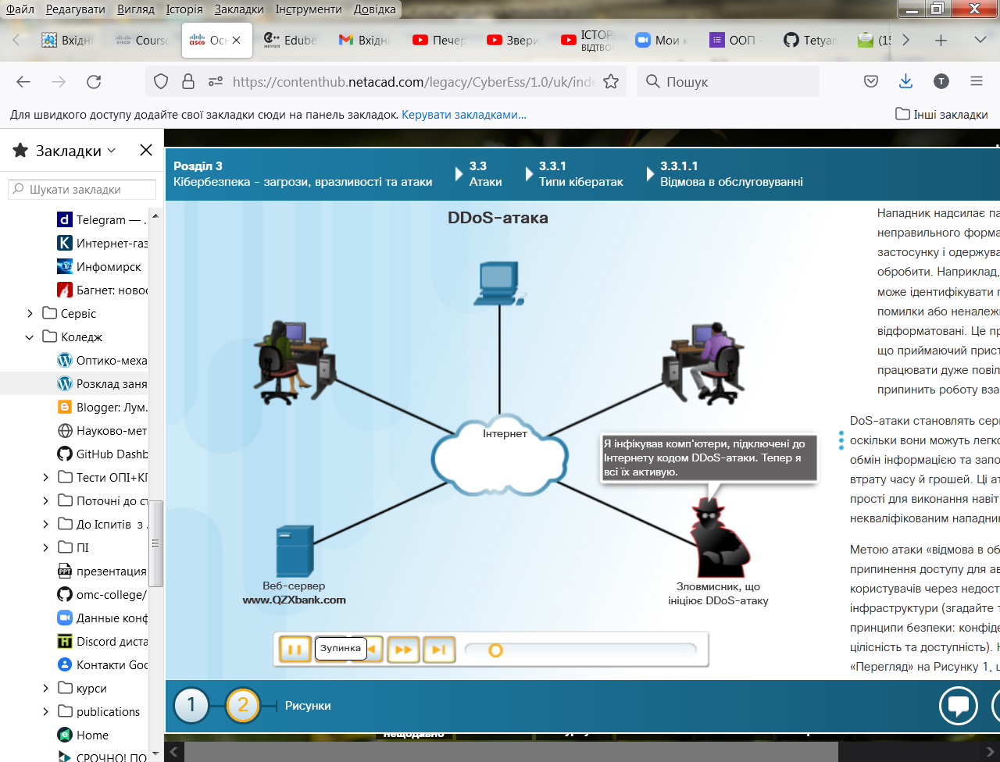 Файл Редагувати Вигляд Історія Закладки Інструменти Довідка
Вхідні Course Осн Edube Вхідні Печер Звери ІСТОРІ Мои к ООП - Tetyan (15
ВІДТВО
https://contenthub.netacad.com/legacy/CyberEss/1.0/uk/inde
Пошук
Для швидкого доступу додайте свої закладки сюди на панель закладок. Керувати закладками…
Інші закладки
Закладки
Шукати закладки
Telegram — .
Интернет-газ
Инфомирск
Багнет: новос
Сервіс
Коледж
Оптико-меха
Розклад заня
Blogger: Лум.
Науково-мет
GitHub Dashb
Тести ОПІ+КГ
Поточні до ст
До Іспитів з .
ПІ
презентация
omc-college/
Данные конф
Discord диста
Контакти Goo
курси
publications
Home
СРОЧНО! ПО
Розділ 3
Кібербезпека - загрози, вразливості та атаки
3.3
Атаки
3.3.1
Типи кібератак
3.3.1.1
Відмова в обслуговуванні
DDoS-атака
Інтернет
Я інфікував комп'ютери, підключені до
Інтернету кодом DDoS-атаки. Тепер я
всі їх активую.
Веб-сервер
www.QZXbank.com
Зловмисник, що
ініціює DDoS-атаку
Зупинка
Нападник надсилає па
неправильного форма
застосунку і одержува
обробити. Наприклад,
може ідентифікувати п
помилки або неналежн
відформатовані. Це пр
що приймаючий прист
працювати дуже повіл
припинить роботу вза
DoS-атаки становлять сері
оскільки вони можуть легко
обмін інформацією та запо
втрату часу й грошей. Ці ат
прості для виконання навіт
некваліфікованим нападни
Метою атаки «відмова в об
припинення доступу для ав
користувачів через недост
інфраструктури (згадайте т
принципи безпеки: конфіде
цілісність та доступність). Н
«Перегляд» на Рисунку 1, ц
1 2 Рисунки
нещодавно